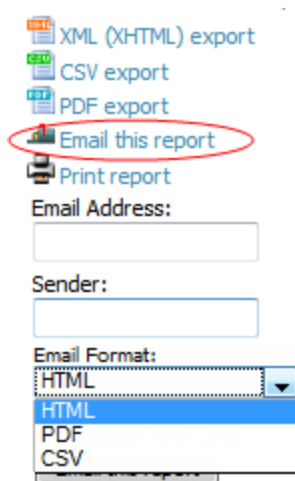 XML (XHTML) export
CSV export
PDF export
Email this report
Print report
Email Address:
Sender:
Email Format:
HTML
HTML
PDF
CSV